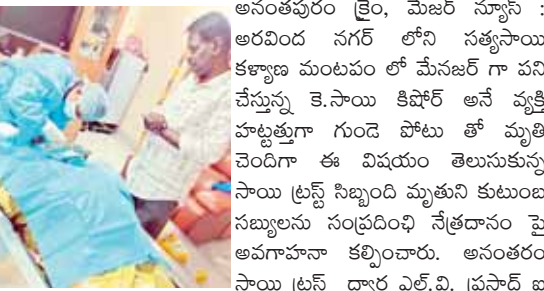 అనంతపురం క్రైం, మేజర్ న్యూస్ :
అరవింద నగర్ లోని సత్యసాయి
కళ్యాణ మంటపం లో మేనజర్ గా పని
చేస్తున్న కె.సాయి కిషోర్ అనే వ్యక్తి
హట్టత్తుగా గుండె పోటు తో మృతి
చెందిగా ఈ విషయం తెలుసుకున్న
సాయి ట్రస్ట్ సిబ్బంది మృతుని కుటుంబ
సబ్యులను సంప్రదించి నేత్రదానం పై
అవగాహనా కల్పించారు. అనంతరం
సాయి ట్రస్ట్ ద్వార ఎల్.వి. ప్రసాద్ ఐ